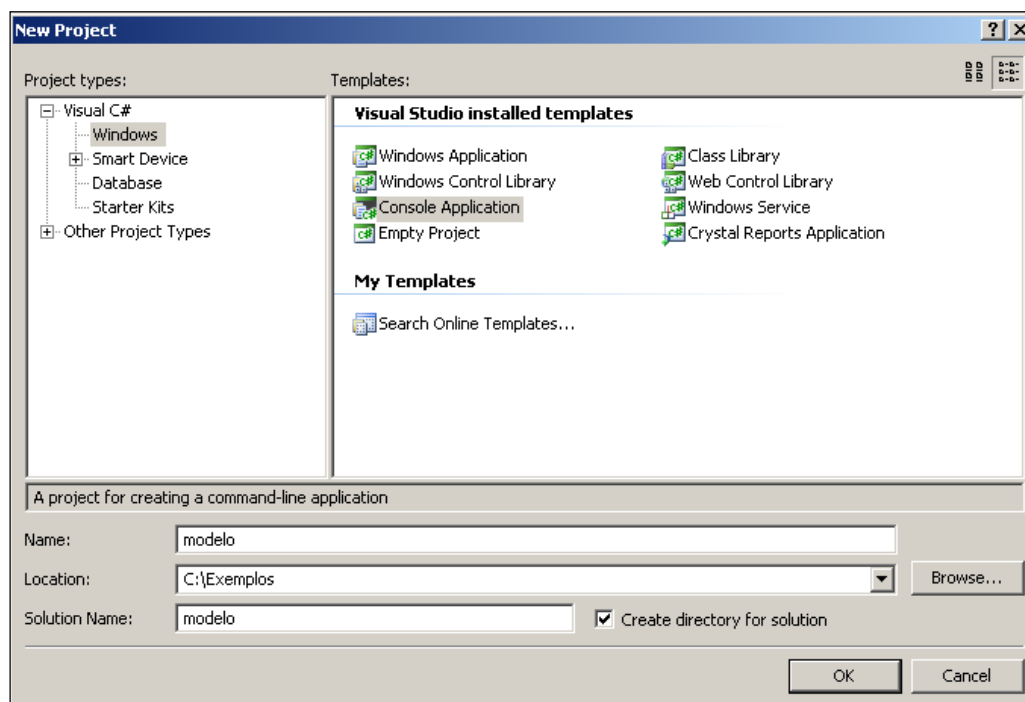 New Project
Project types:
Templates:
Visual C#
Windows
Smart Device
Database
Starter Kits
Other Project Types
Visual Studio installed templates
Windows Application
Class Library
Windows Control Library
Web Control Library
Console Application
Windows Service
Empty Project
Crystal Reports Application
My Templates
Search Online Templates...
A project for creating a command-line application
Name:
modelo
Location:
C:\Exemplos
Browse...
Solution Name:
modelo
Create directory for solution
OK
Cancel